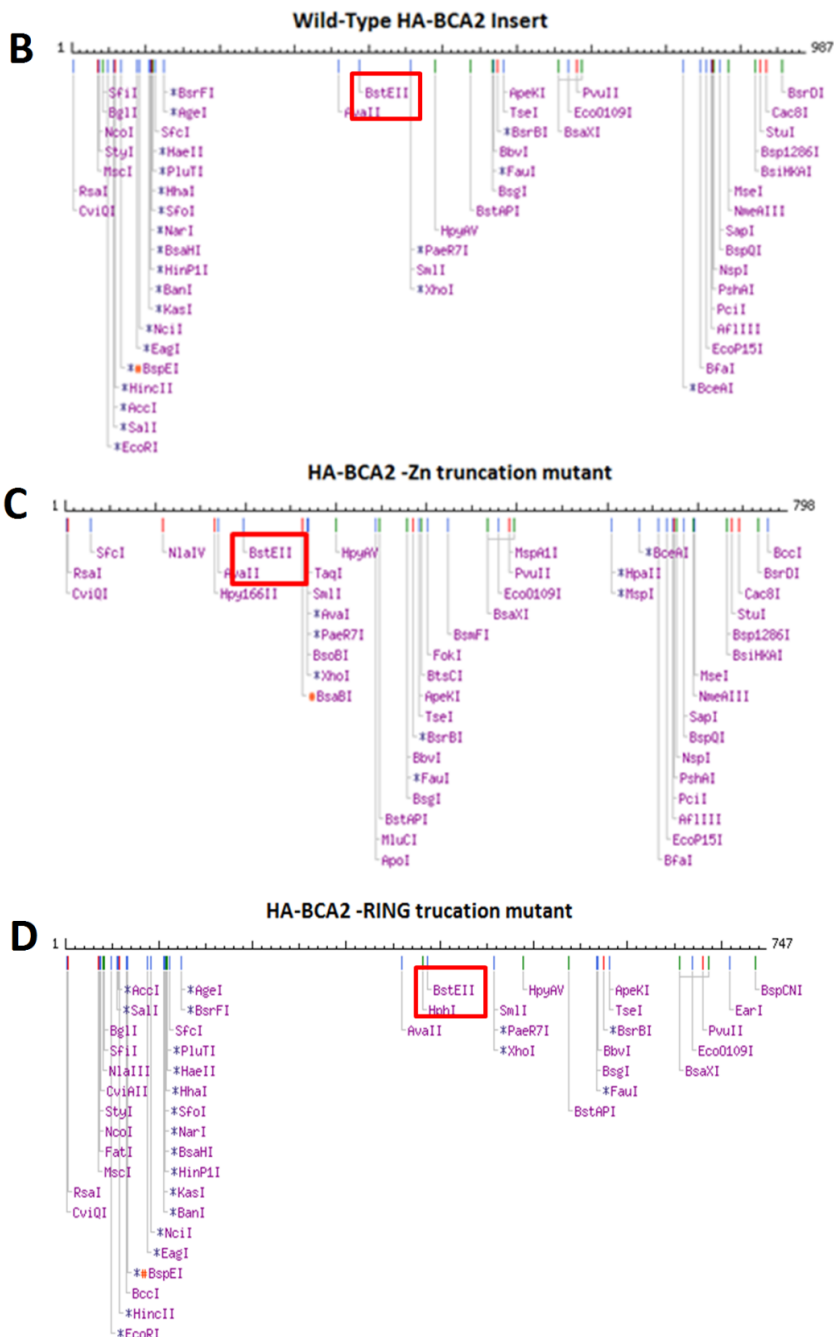 B
Wild-Type HA-BCA2 Insert
1 987
SfiI *BsrFI BstEII ApeKI PvuII BsrDI
BglI *AgeI AvaII TseI EcoO109I Cac8I
NcoI SfcI *BsrBI BsaXI StuI
StyI *HaeII BbvI Bsp1286I
MscI *PluTI *FauI BsiHKAI
RsaI *HhaI BsgI MseI
CviQI *SfoI BstAPI NmeAIII
*NarI HpyAV SapI
*BsaHI *PaeR7I BspQI
*HinP1I SmlI NspI
*BanI *XhoI PshAI
*KasI PciI
*NciI AflIII
*EagI EcoP15I
*#BspEI BfaI
*HincII *BceAI
*AccI
*SalI
*EcoRI
C
HA-BCA2 -Zn truncation mutant
1 798
SfcI NlaIV BstEII HpyAV MspA1I *BceAI BccI
RsaI AvaII TaqI PvuII *HpaII BsrDI
CviQI Hpy166II SmlI EcoO109I *MspI Cac8I
*AvaI BsaXI StuI
*PaeR7I BsmFI Bsp1286I
BsoBI FokI BsiHKAI
*XhoI BtsCI MseI
#BsaBI ApeKI NmeAIII
TseI SapI
*BsrBI BspQI
BbvI NspI
*FauI PshAI
BsgI PciI
BstAPI AflIII
MluCI EcoP15I
ApoI BfaI
D
HA-BCA2 -RING trucation mutant
1 747
*AccI *AgeI BstEII HpyAV ApeKI BspCNI
*SalI *BsrFI HphI SmlI TseI EarI
BglI SfcI AvaII *PaeR7I *BsrBI PvuII
SfiI *PluTI *XhoI BbvI EcoO109I
NlaIII *HaeII BsgI BsaXI
CviAII *HhaI *FauI
StyI *SfoI BstAPI
NcoI *NarI
FatI *BsaHI
MscI *HinP1I
RsaI *KasI
CviQI *BanI
*NciI
*EagI
*#BspEI
BccI
*HincII
*EcoRI